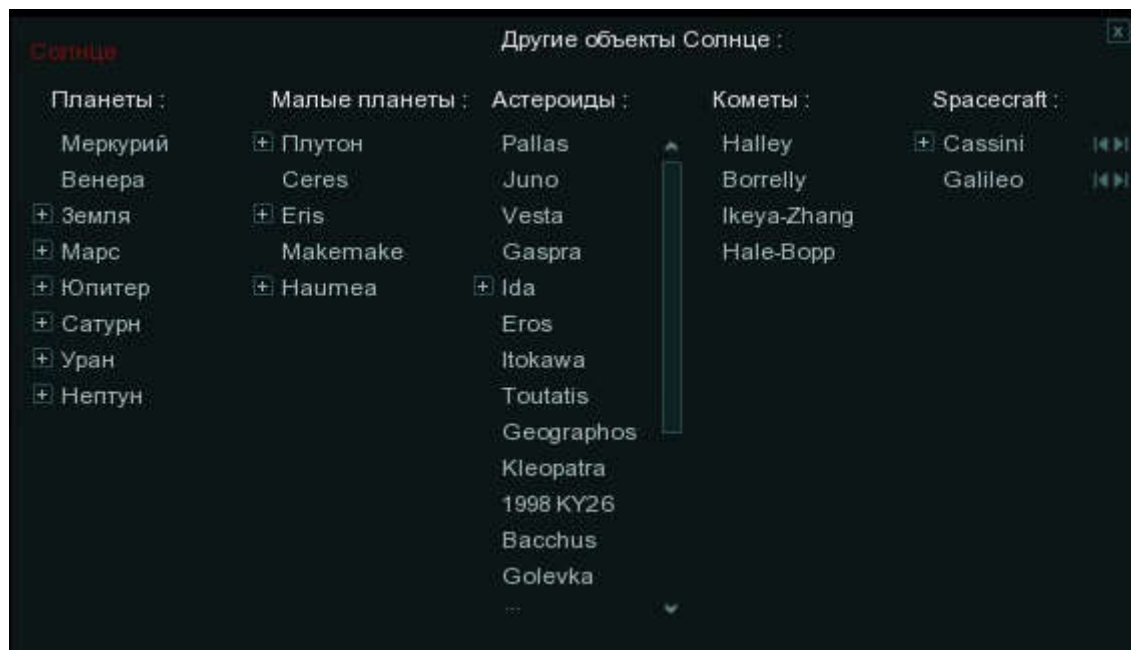 Солнце
Другие объекты Солнце :
x
Планеты :
Малые планеты :
Астероиды :
Кометы :
Spacecraft :
Меркурий
Плутон
Pallas
Halley
Cassini
Венера
Ceres
Juno
Borrelly
Galileo
Земля
Eris
Vesta
Ikeya-Zhang
Марс
Makemake
Gaspra
Hale-Bopp
Юпитер
Haumea
Ida
Сатурн
Eros
Уран
Itokawa
Нептун
Toutatis
Geographos
Kleopatra
1998 KY26
Bacchus
Golevka
...